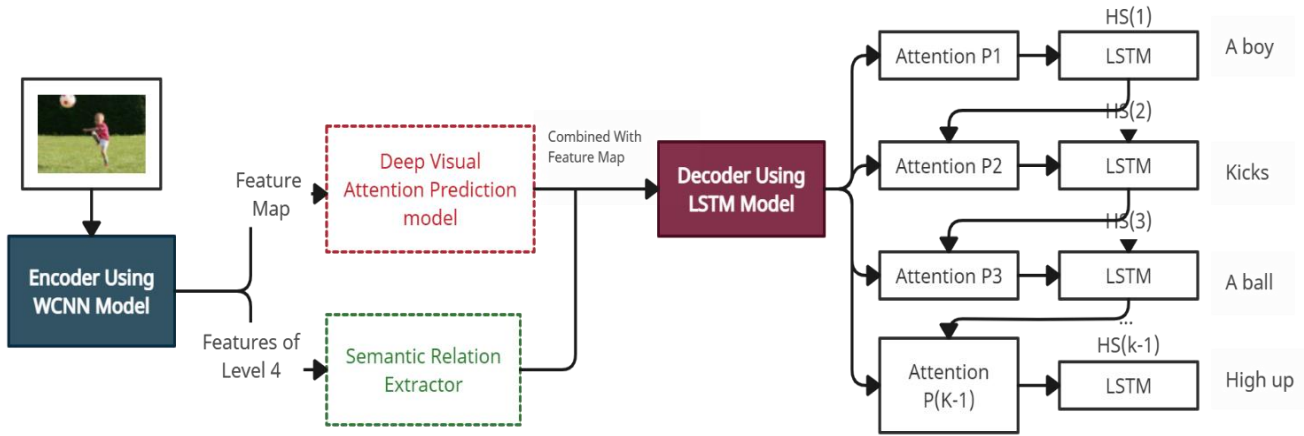 Encoder Using
WCNN Model
Feature
Map
Features of
Level 4
Deep Visual
Attention Prediction
model
Semantic Relation
Extractor
Combined With
Feature Map
Decoder Using
LSTM Model
HS(1)
Attention P1
LSTM
A boy
HS(2)
Attention P2
LSTM
Kicks
HS(3)
Attention P3
LSTM
A ball
...
HS(k-1)
Attention
P(K-1)
LSTM
High up